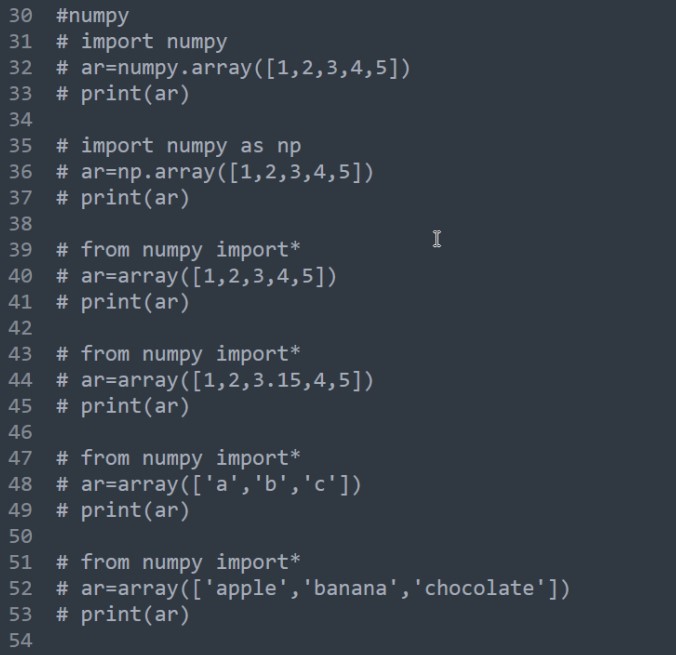 30 #numpy
31 # import numpy
32 # ar=numpy.array([1,2,3,4,5])
33 # print(ar)
34
35 # import numpy as np
36 # ar=np.array([1,2,3,4,5])
37 # print(ar)
38
39 # from numpy import*
40 # ar=array([1,2,3,4,5])
41 # print(ar)
42
43 # from numpy import*
44 # ar=array([1,2,3.15,4,5])
45 # print(ar)
46
47 # from numpy import*
48 # ar=array(['a','b','c'])
49 # print(ar)
50
51 # from numpy import*
52 # ar=array(['apple','banana','chocolate'])
53 # print(ar)
54